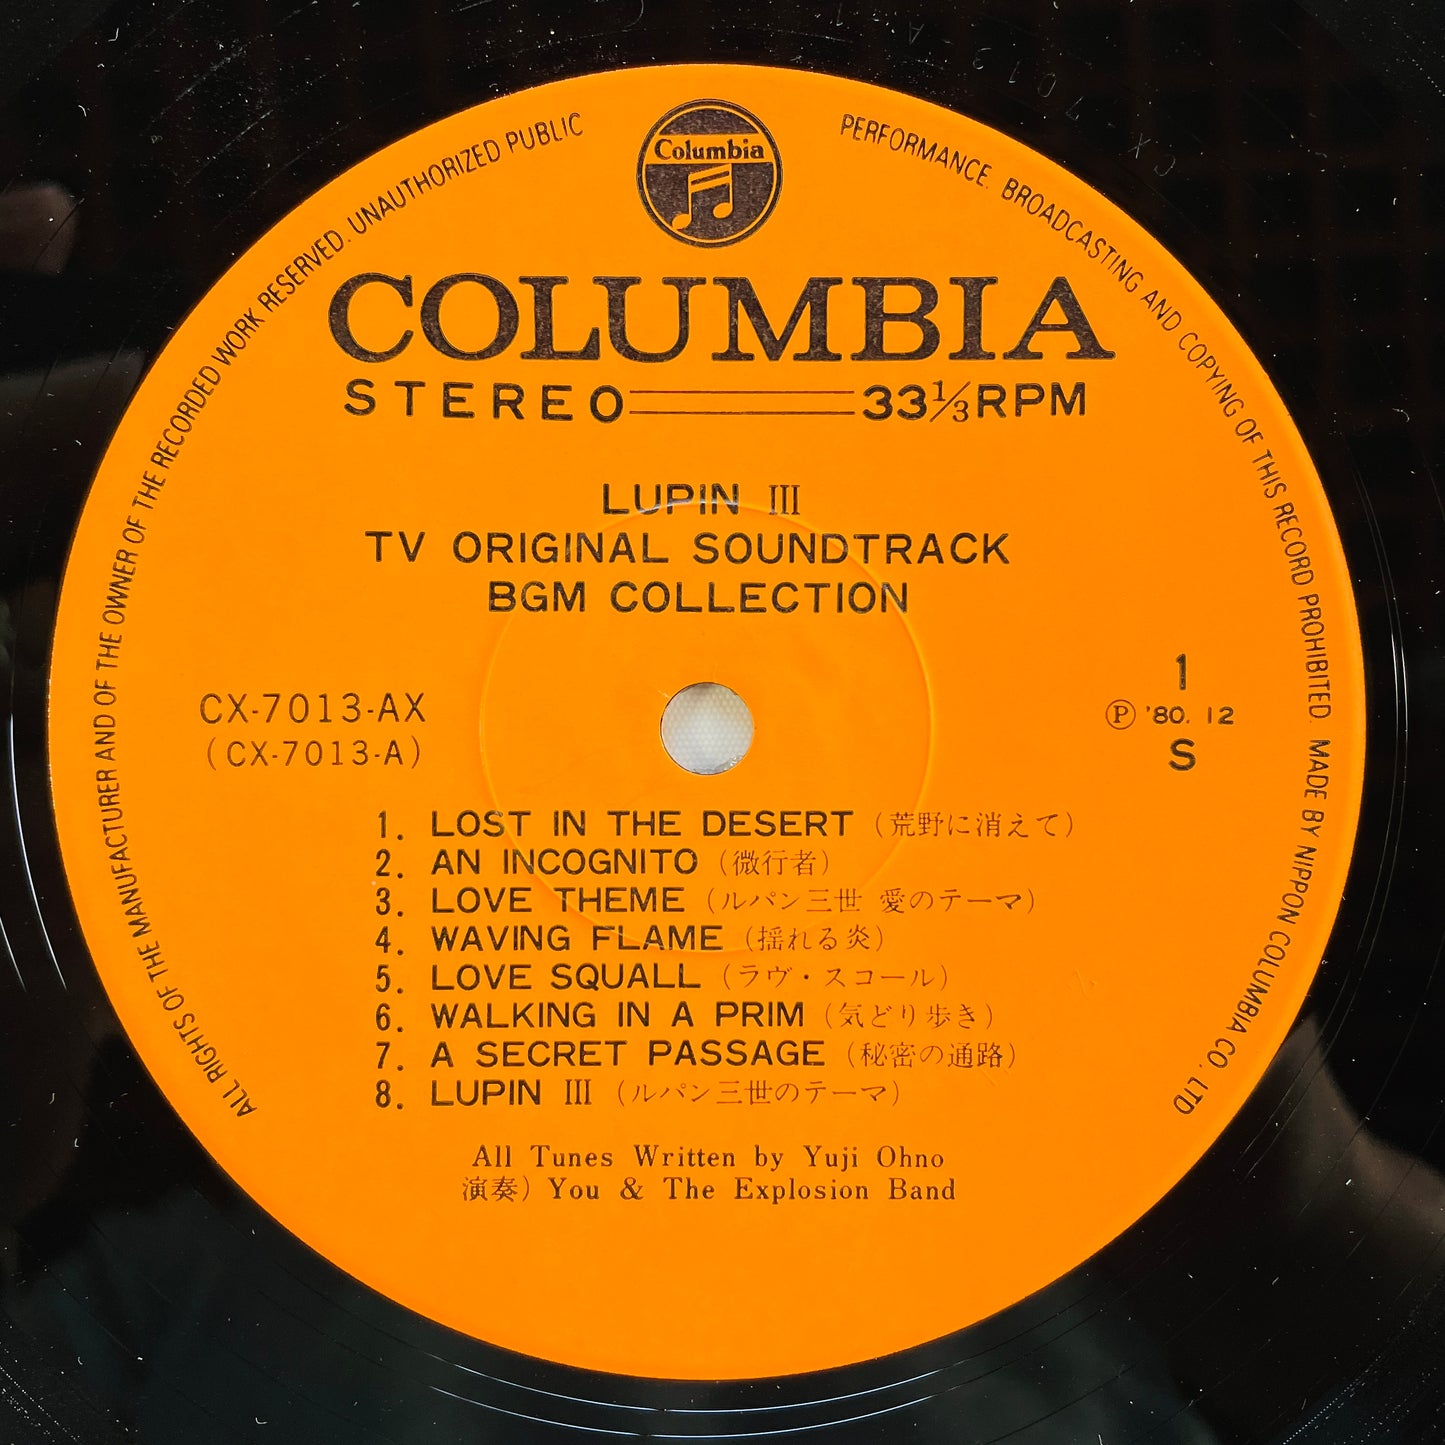 Columbia
ALL RIGHTS OF THE MANUFACTURER AND OF THE OWNER OF THE RECORDED WORK RESERVED. UNAUTHORIZED PUBLIC
PERFORMANCE. BROADCASTING AND COPYING OF THIS RECORD PROHIBITED. MADE BY NIPPON COLUMBIA CO. LTD
COLUMBIA
STEREO 33⅓RPM
LUPIN III
TV ORIGINAL SOUNDTRACK
BGM COLLECTION
CX-7013-AX
(CX-7013-A)
1
Ⓟ '80. 12
S
1. LOST IN THE DESERT (荒野に消えて)
2. AN INCOGNITO (微行者)
3. LOVE THEME (ルパン三世 愛のテーマ)
4. WAVING FLAME (揺れる炎)
5. LOVE SQUALL (ラヴ・スコール)
6. WALKING IN A PRIM (気どり歩き)
7. A SECRET PASSAGE (秘密の通路)
8. LUPIN III (ルパン三世のテーマ)
All Tunes Written by Yuji Ohno
演奏) You & The Explosion Band